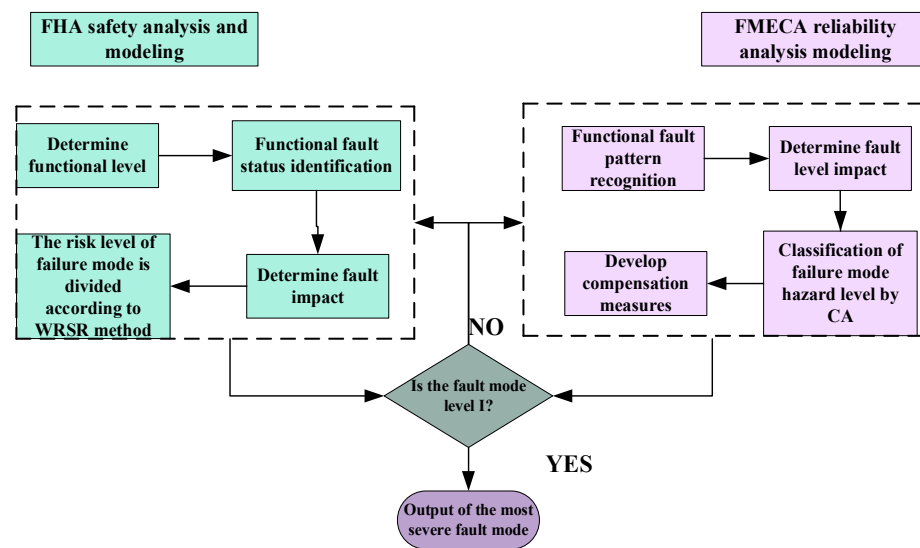 FHA safety analysis and
modeling
FMECA reliability
analysis modeling
Determine
functional level
Functional fault
status identification
The risk level of
failure mode is
divided
according to
WRSR method
Determine fault
impact
Functional fault
pattern
recognition
Determine fault
level impact
Develop
compensation
measures
Classification of
failure mode
hazard level by
CA
NO
Is the fault mode
level I?
YES
Output of the most
severe fault mode